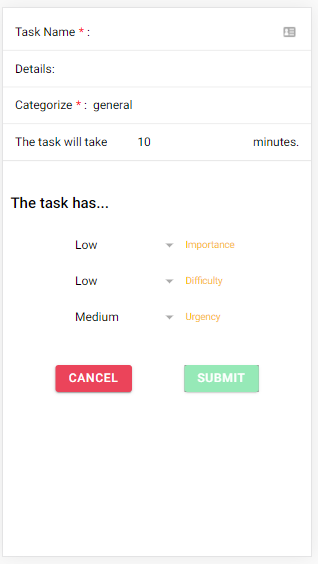 Task Name * :
Details:
Categorize * : general
The task will take 10 minutes.
The task has...
Low Importance
Low Difficulty
Medium Urgency
CANCEL SUBMIT